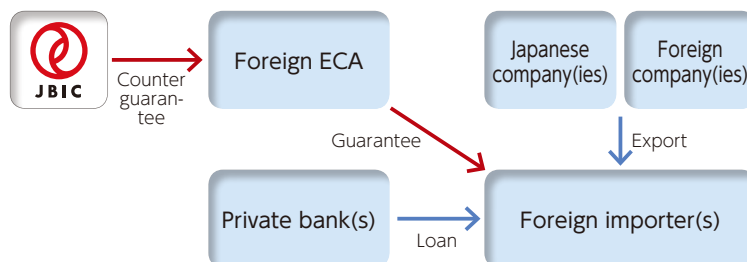 JBIC
Counter
guaran-
tee
Foreign ECA
Japanese
company(ies)
Foreign
company(ies)
Guarantee
Export
Private bank(s)
Loan
Foreign importer(s)